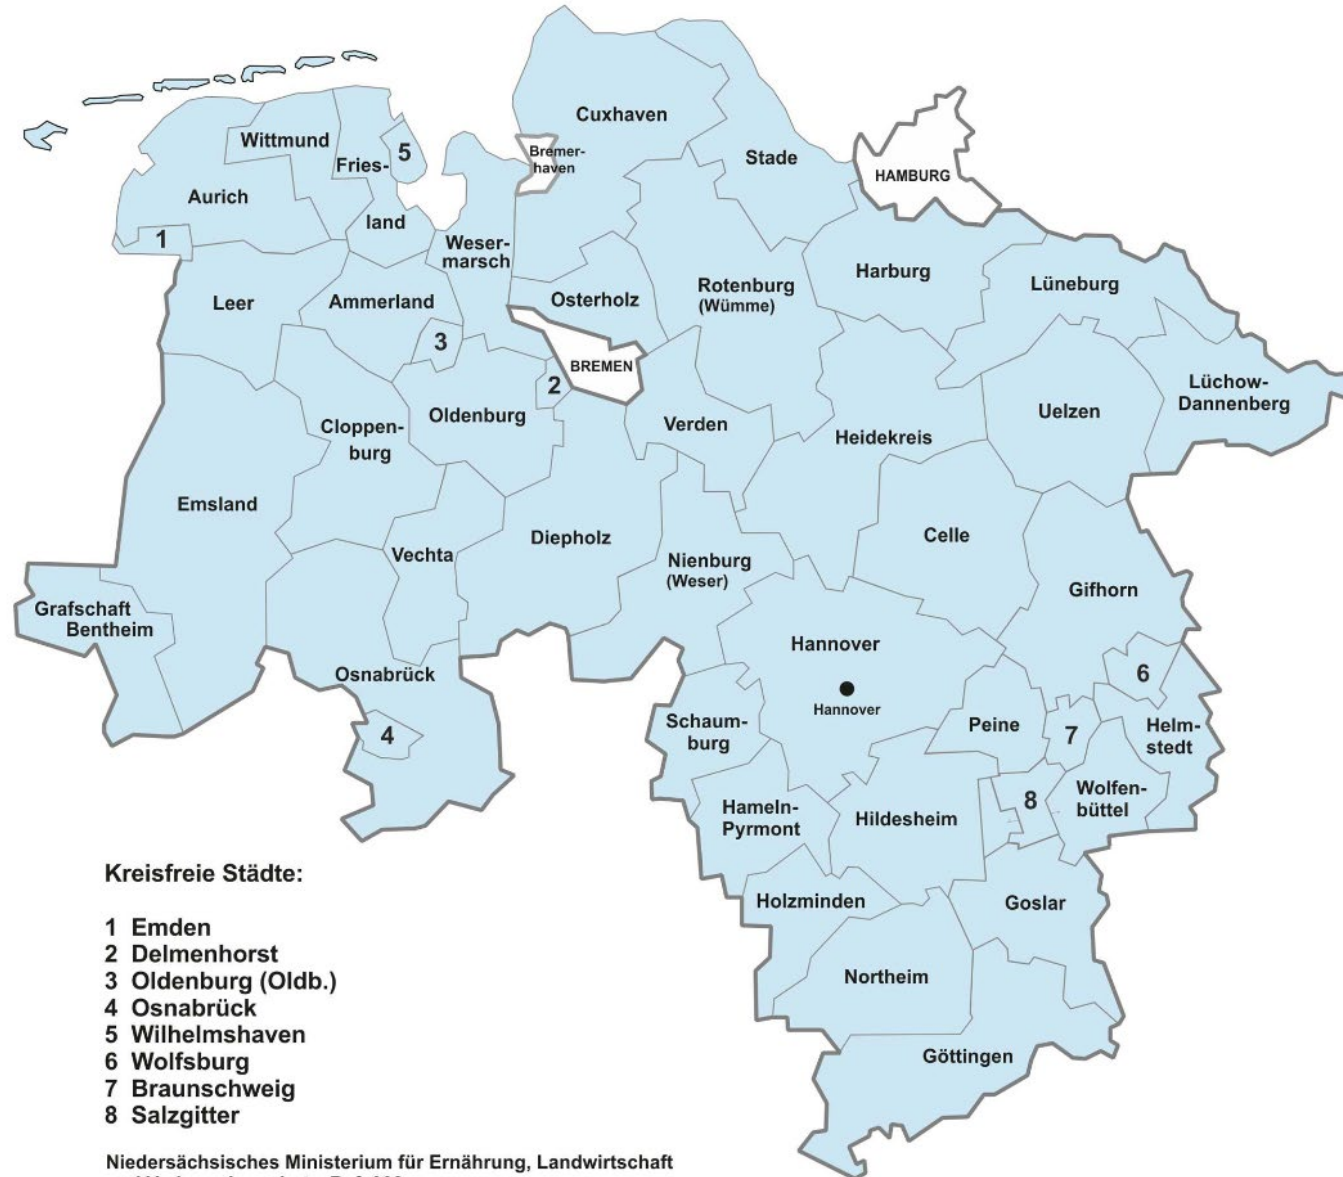 Cuxhaven
Wittmund
5
Bremer-
haven
Stade
Fries-
HAMBURG
Aurich
land
1
Weser-
marsch
Harburg
Rotenburg
(Wümme)
Lüneburg
Leer
Ammerland
Osterholz
3
BREMEN
2
Lüchow-
Dannenberg
Oldenburg
Uelzen
Cloppen-
burg
Verden
Heidekreis
Emsland
Diepholz
Celle
Vechta
Nienburg
(Weser)
Gifhorn
Grafschaft
Bentheim
Hannover
Osnabrück
6
Hannover
Schaum-
burg
Peine
7
Helm-
stedt
4
Hameln-
Pyrmont
Hildesheim
8
Wolfen-
büttel
Holzminden
Goslar
Northeim
Göttingen
Kreisfreie Städte:
1 Emden
2 Delmenhorst
3 Oldenburg (Oldb.)
4 Osnabrück
5 Wilhelmshaven
6 Wolfsburg
7 Braunschweig
8 Salzgitter
Niedersächsisches Ministerium für Ernährung, Landwirtschaft